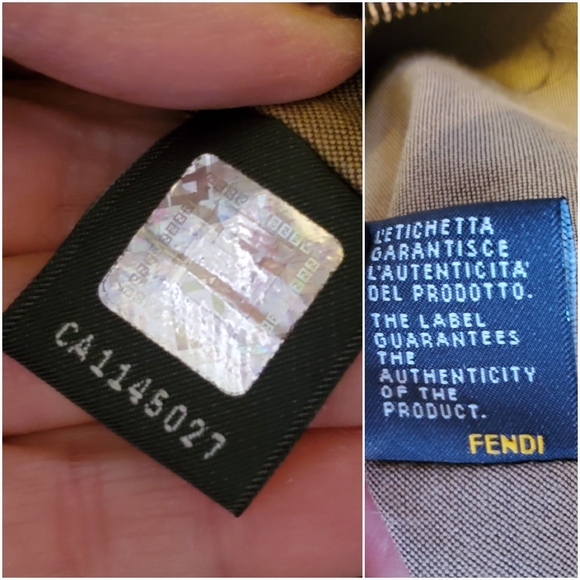 CA1145027
L'ETICHETTA
GARANTISCE
L'AUTENTICITA'
DEL PRODOTTO.
THE LABEL
GUARANTEES
THE
AUTHENTICITY
OF THE
PRODUCT.
FENDI